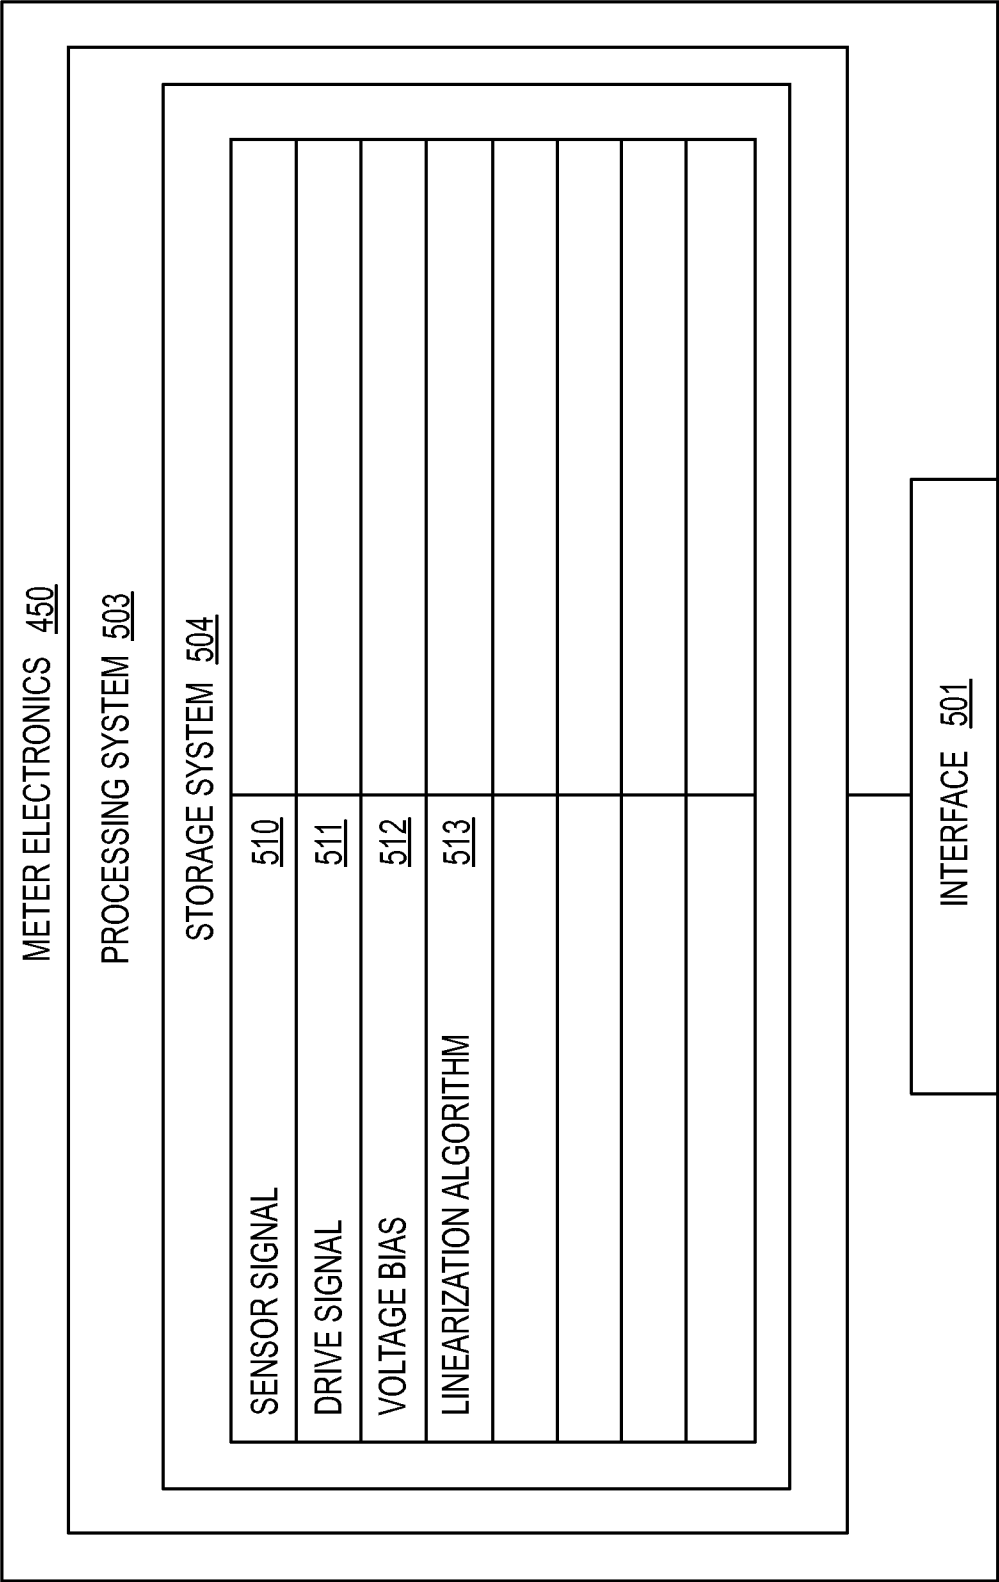 METER ELECTRONICS 450
PROCESSING SYSTEM 503
STORAGE SYSTEM 504
SENSOR SIGNAL 510
DRIVE SIGNAL 511
VOLTAGE BIAS 512
LINEARIZATION ALGORITHM 513
INTERFACE 501